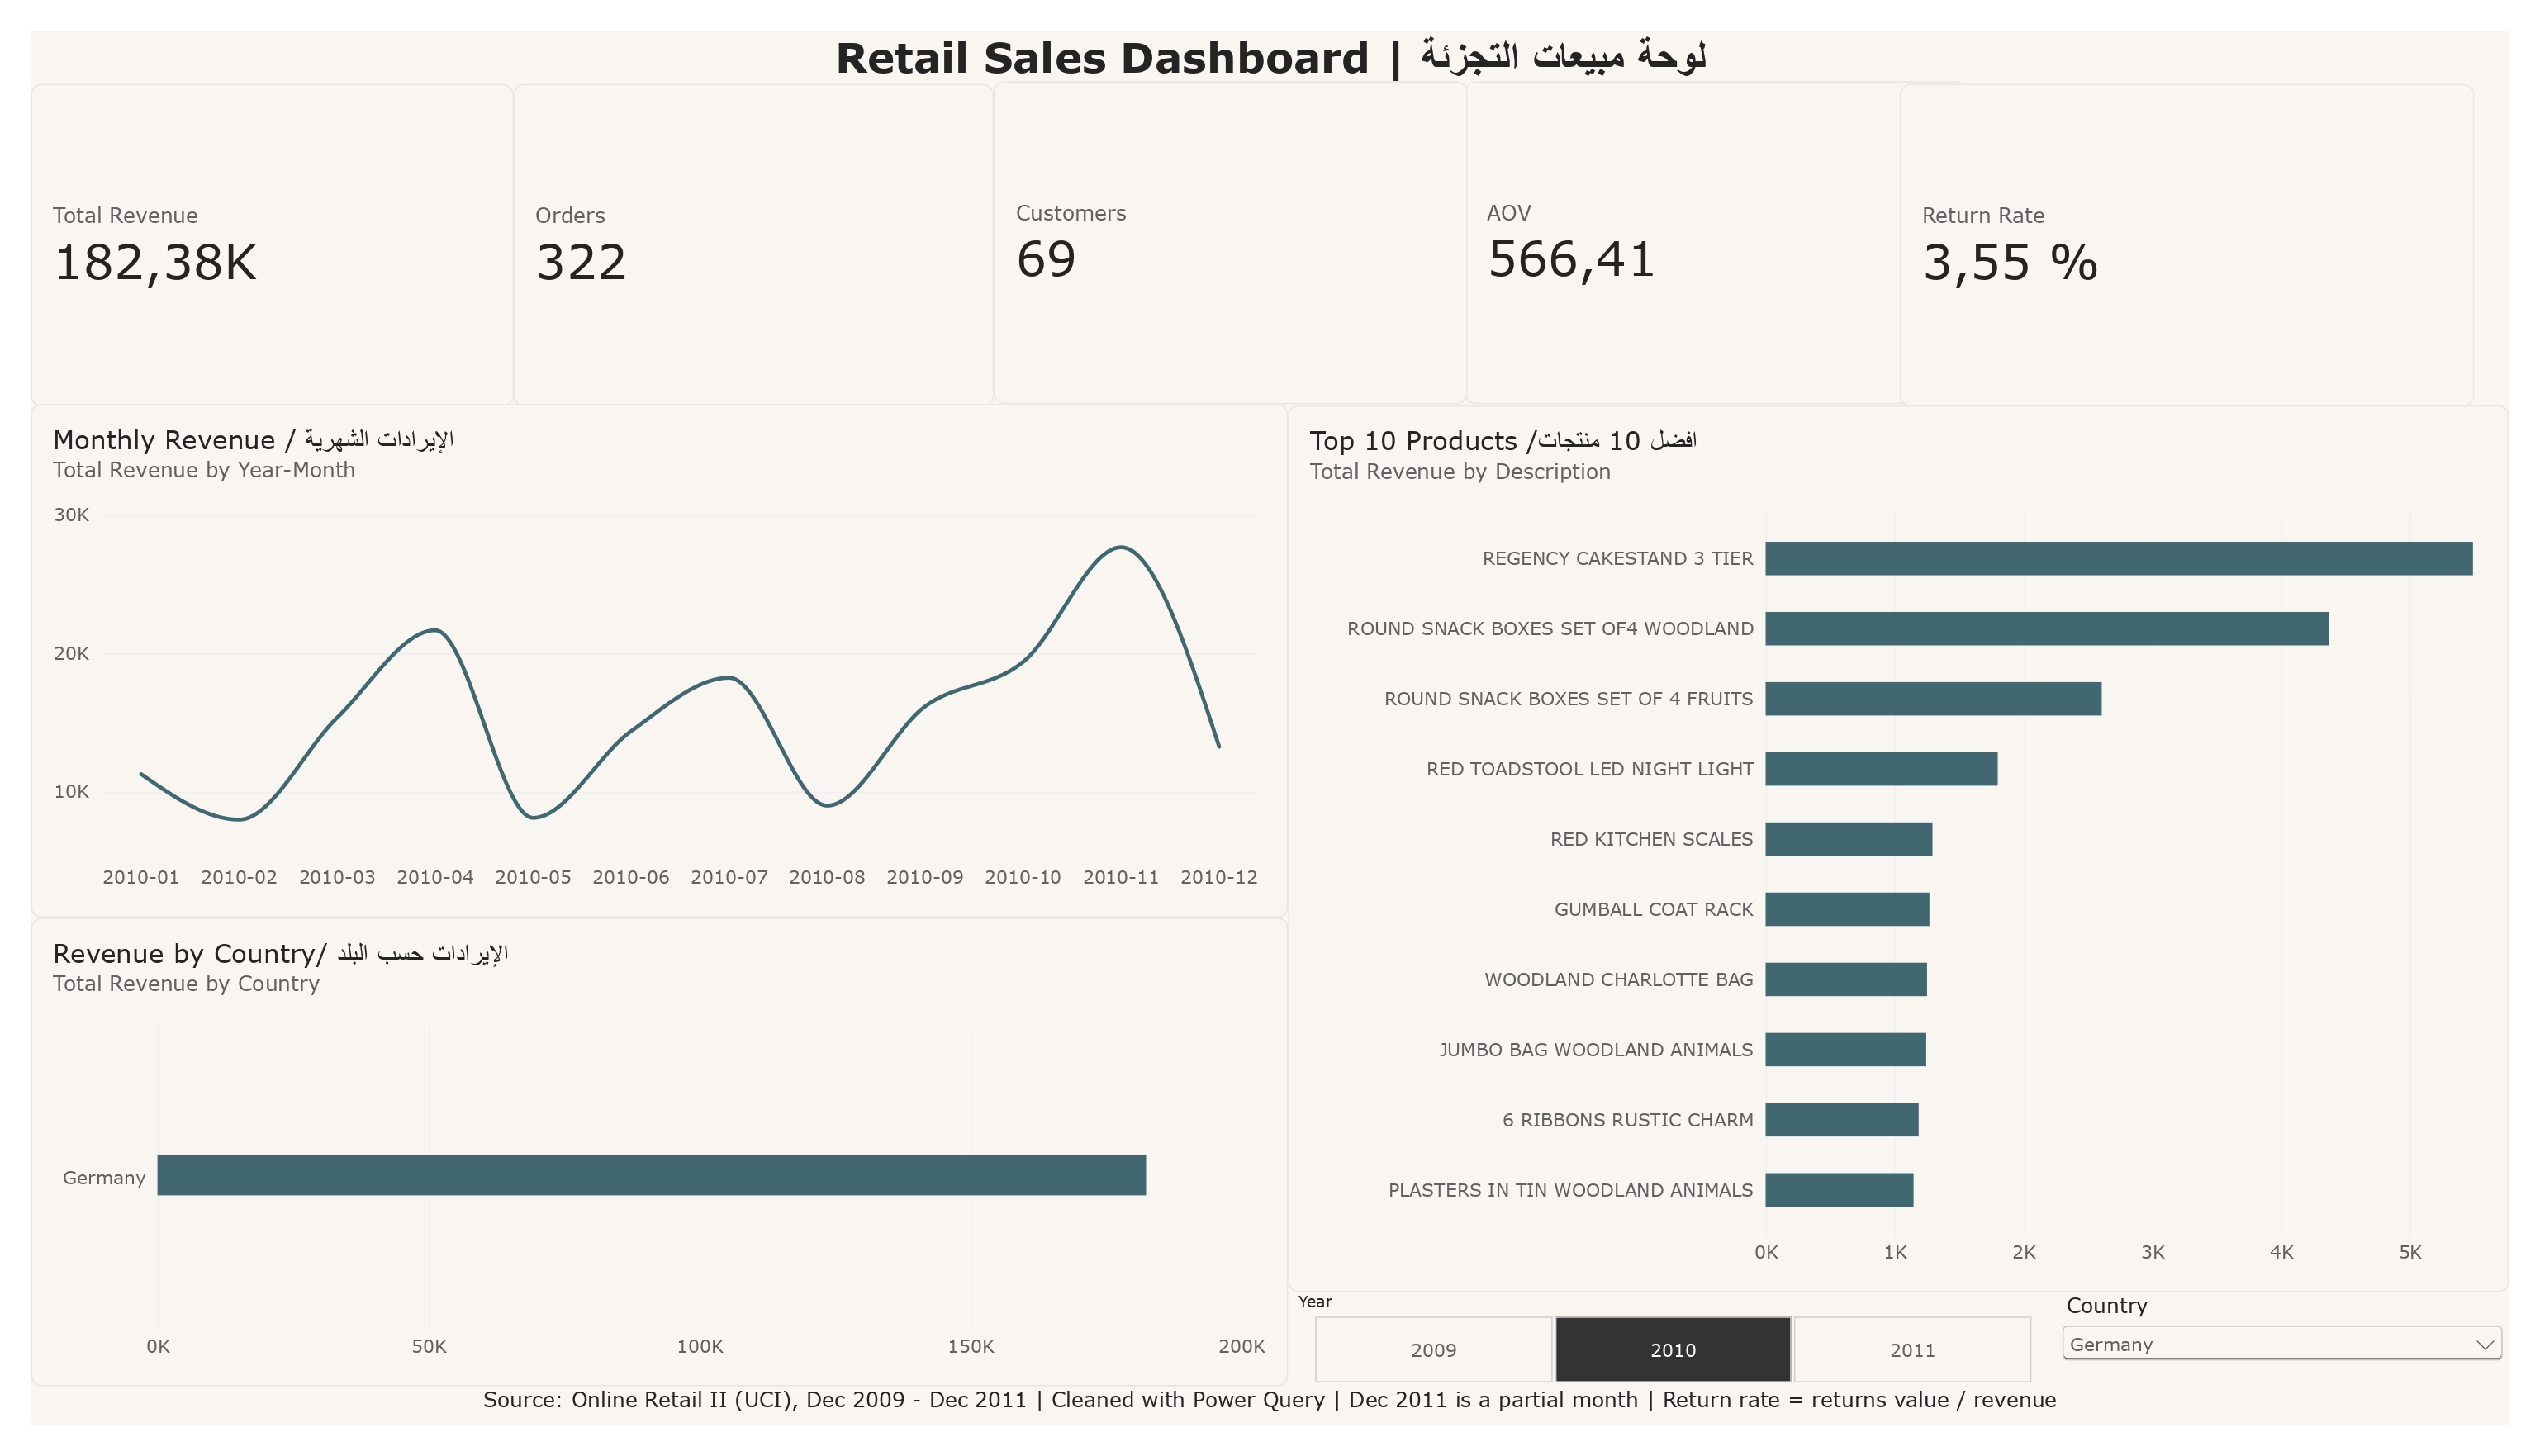 Retail Sales Dashboard | لوحة مبيعات التجزئة
Total Revenue
182,38K
Orders
322
Customers
69
AOV
566,41
Return Rate
3,55 %
Monthly Revenue / الإيرادات الشهرية
Total Revenue by Year-Month
30K
20K
10K
2010-01 2010-02 2010-03 2010-04 2010-05 2010-06 2010-07 2010-08 2010-09 2010-10 2010-11 2010-12
Top 10 Products /افضل 10 منتجات
Total Revenue by Description
REGENCY CAKESTAND 3 TIER
ROUND SNACK BOXES SET OF4 WOODLAND
ROUND SNACK BOXES SET OF 4 FRUITS
RED TOADSTOOL LED NIGHT LIGHT
RED KITCHEN SCALES
GUMBALL COAT RACK
WOODLAND CHARLOTTE BAG
JUMBO BAG WOODLAND ANIMALS
6 RIBBONS RUSTIC CHARM
PLASTERS IN TIN WOODLAND ANIMALS
0K 1K 2K 3K 4K 5K
Revenue by Country/ الإيرادات حسب البلد
Total Revenue by Country
Germany
0K 50K 100K 150K 200K
Year
2009 2010 2011
Country
Germany
Source: Online Retail II (UCI), Dec 2009 - Dec 2011 | Cleaned with Power Query | Dec 2011 is a partial month | Return rate = returns value / revenue